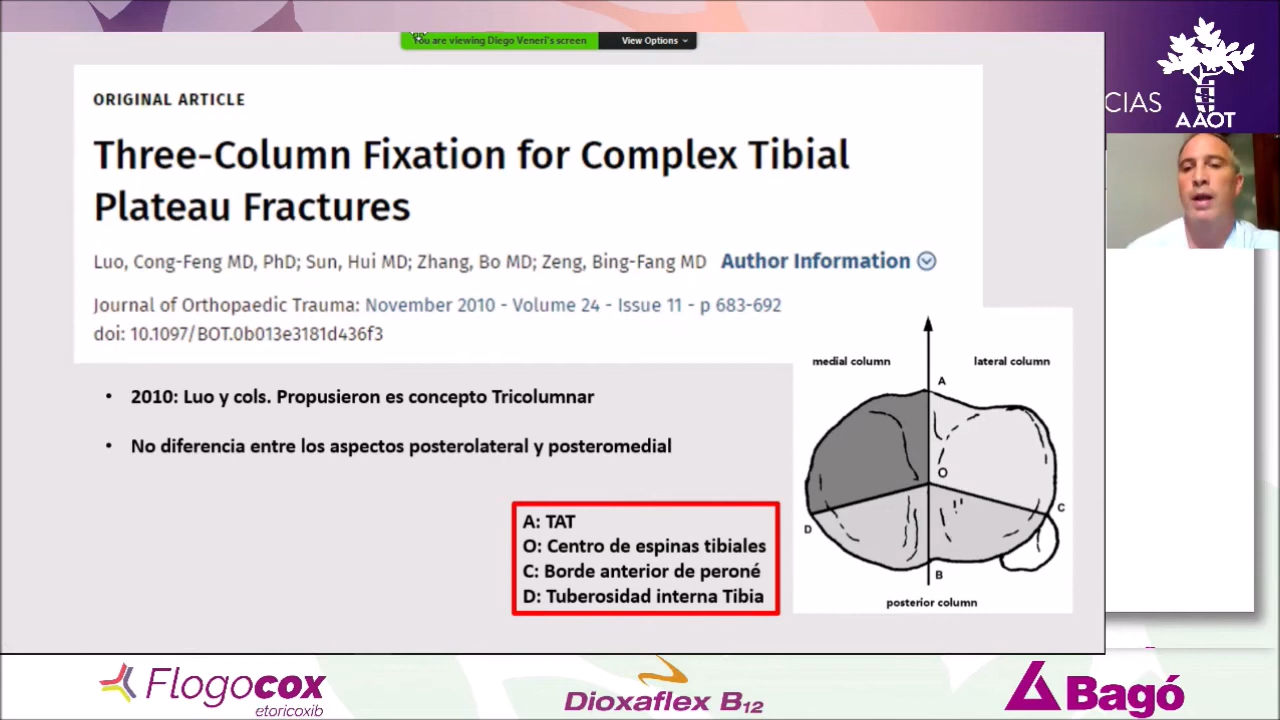 You are viewing Diego Veneri's screen
View Options
CIAS
AAOT
ORIGINAL ARTICLE
Three-Column Fixation for Complex Tibial
Plateau Fractures
Luo, Cong-Feng MD, PhD; Sun, Hui MD; Zhang, Bo MD; Zeng, Bing-Fang MD Author Information
Journal of Orthopaedic Trauma: November 2010 - Volume 24 - Issue 11 - p 683-692
doi: 10.1097/BOT.0b013e3181d436f3
• 2010: Luo y cols. Propusieron es concepto Tricolumnar
• No diferencia entre los aspectos posterolateral y posteromedial
A: TAT
O: Centro de espinas tibiales
C: Borde anterior de peroné
D: Tuberosidad interna Tibia
medial column
lateral column
A
O
C
D
B
posterior column
Flogocox
etoricoxib
Dioxaflex B12
Bagó